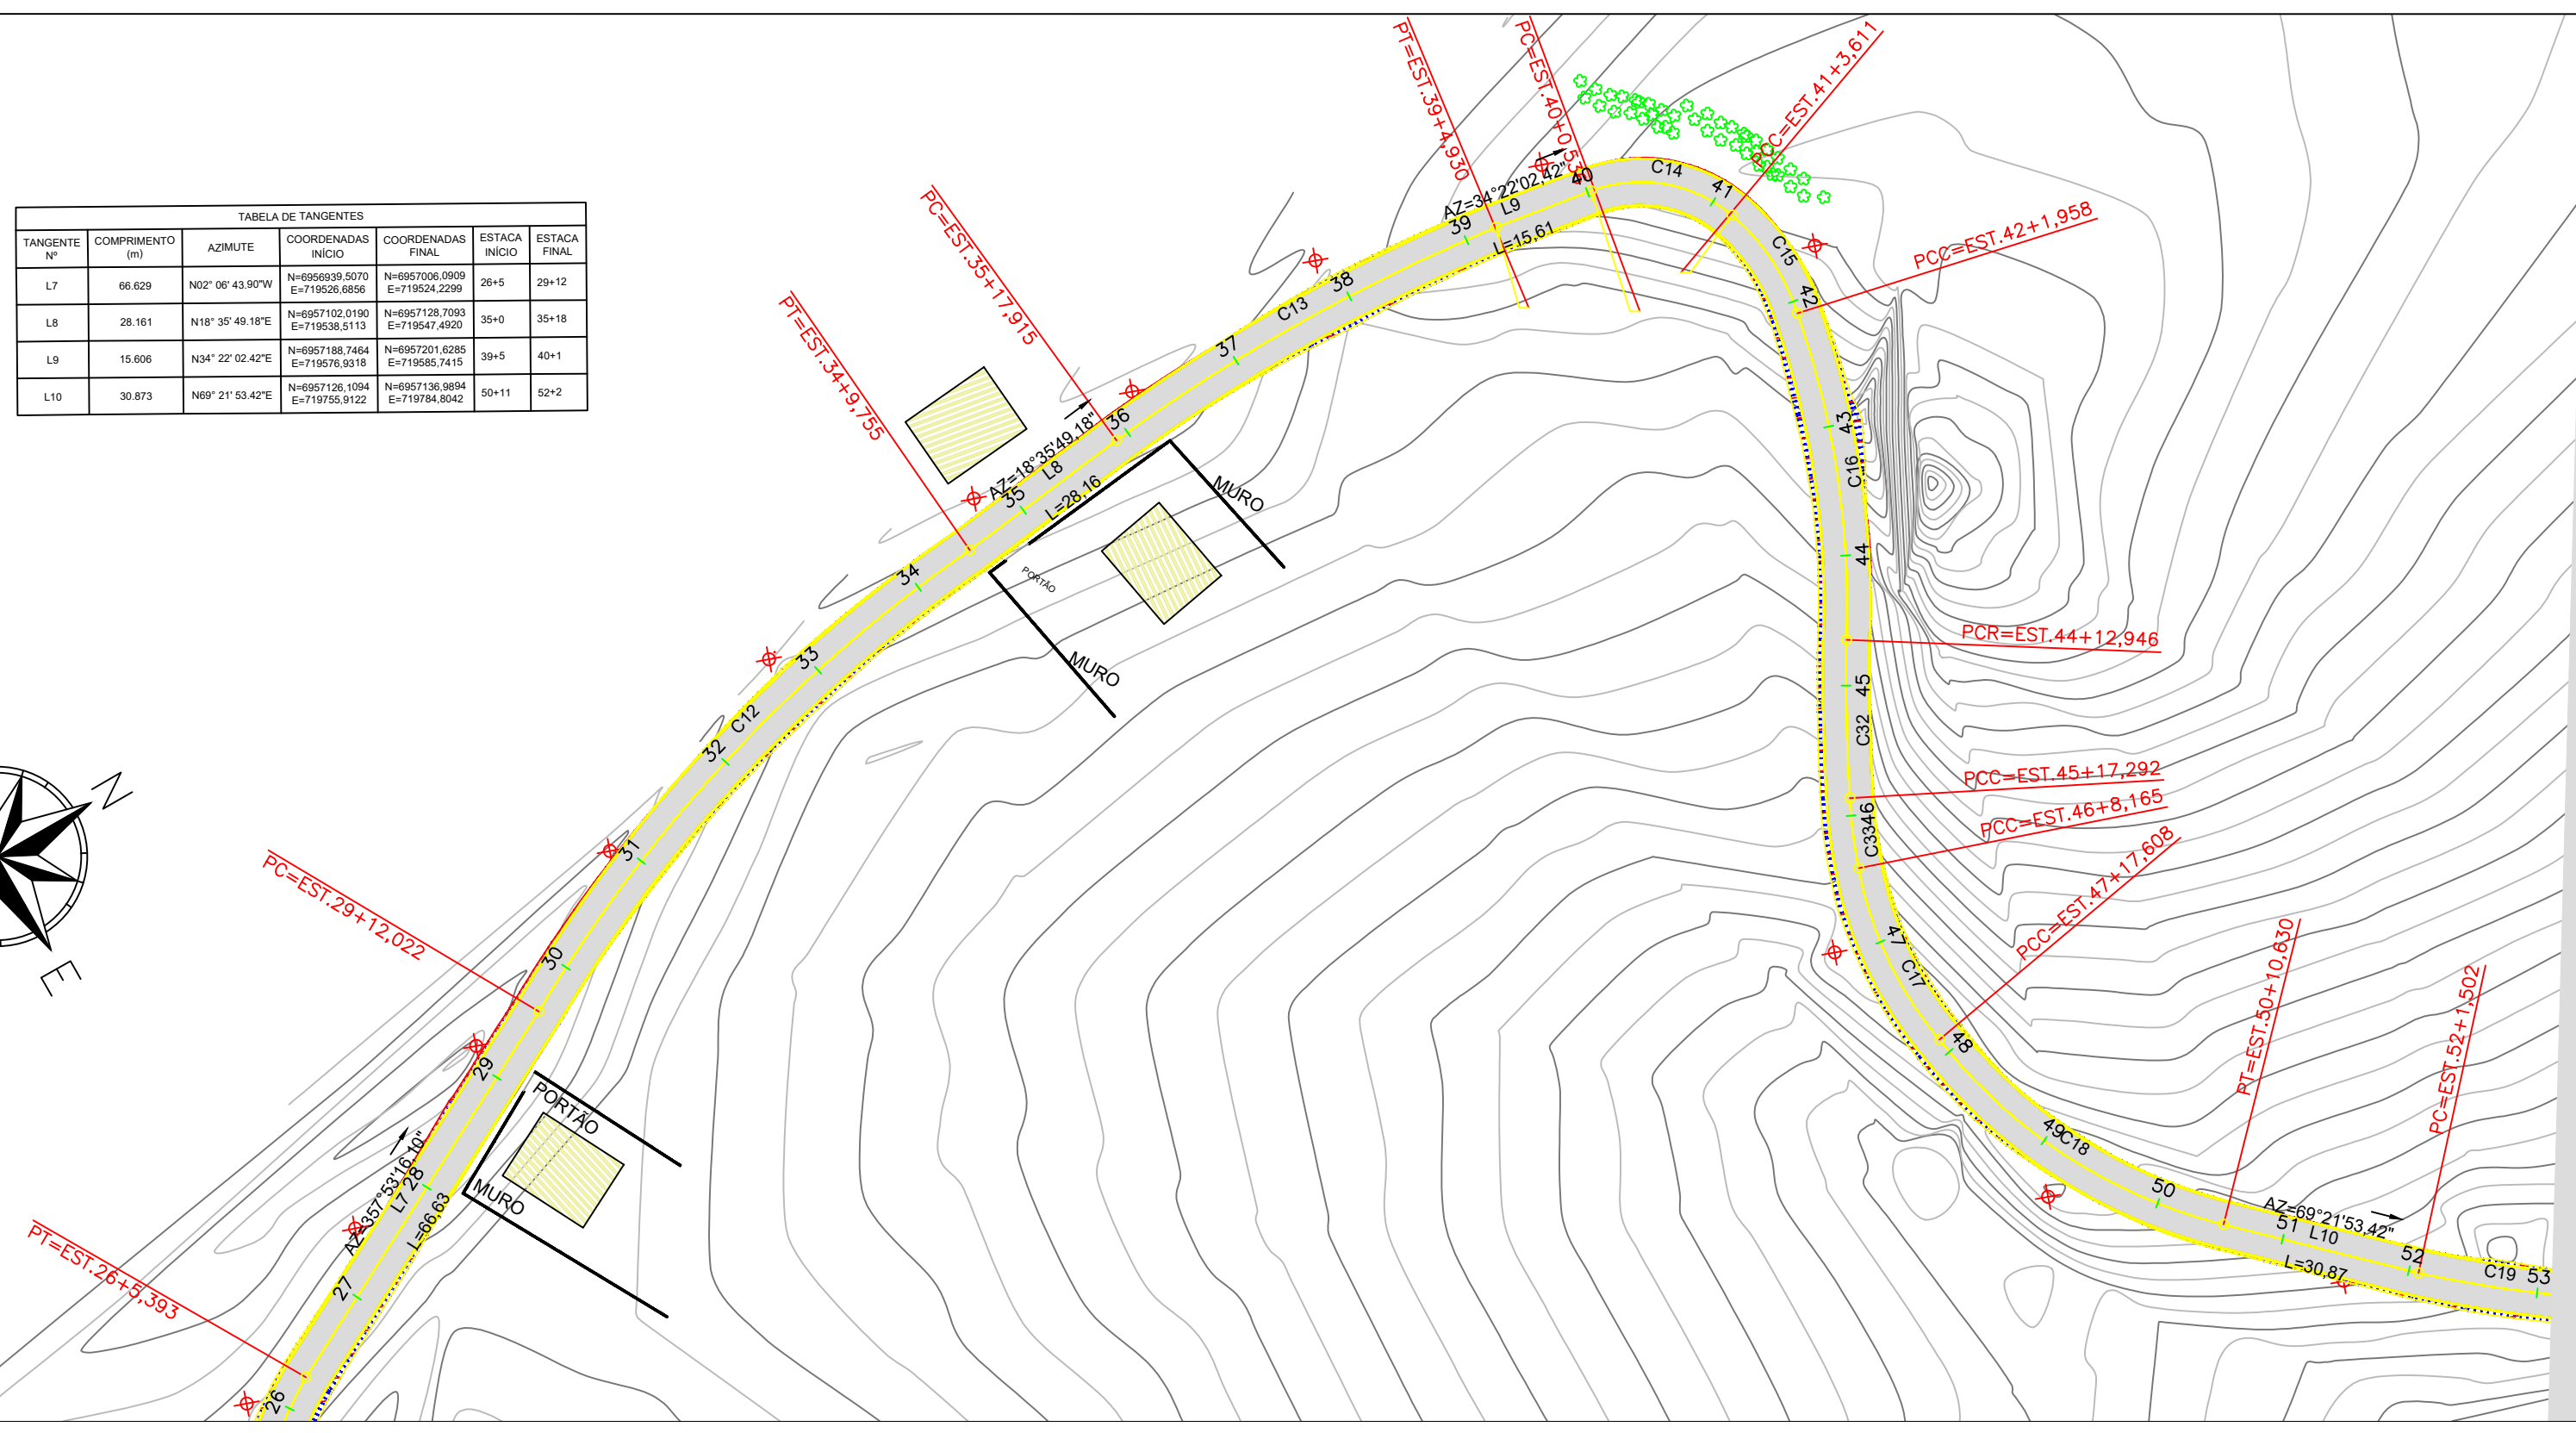 TABELA DE TANGENTES
TANGENTE Nº COMPRIMENTO (m) AZIMUTE COORDENADAS INÍCIO COORDENADAS FINAL ESTACA INÍCIO ESTACA FINAL
L7 66.629 N02° 06' 43.90"W N=6956939,5070 E=719526,6856 N=6957006,0909 E=719524,2299 26+5 29+12
L8 28.161 N18° 35' 49.18"E N=6957102,0190 E=719538,5113 N=6957128,7093 E=719547,4920 35+0 35+18
L9 15.606 N34° 22' 02.42"E N=6957188,7464 E=719576,9318 N=6957201,6285 E=719585,7415 39+5 40+1
L10 30.873 N69° 21' 53.42"E N=6957126,1094 E=719755,9122 N=6957136,9894 E=719784,8042 50+11 52+2
N
E
PT=EST.26+5,393
26
27
AZ=357°53'16,10"
L7
L=66,63
28
MURO
PORTÃO
29
PC=EST.29+12,022
30
31
32
C12
33
34
PT=EST.34+9,755
PORTÃO
MURO
35
AZ=18°35'49,18"
L8
L=28,16
MURO
PC=EST.35+17,915
36
37
C13
38
39
PT=EST.39+4,930
AZ=34°22'02,42"
L9
L=15,61
40
C14
41
PCC=EST.41+3,611
C15
42
PCC=EST.42+1,958
43
C16
44
PCR=EST.44+12,946
45
C32
PCC=EST.45+17,292
46
C33
PCC=EST.46+8,165
47
C17
PCC=EST.47+17,608
48
49
C18
50
PT=EST.50+10,630
51
AZ=69°21'53,42"
L10
L=30,87
52
PC=EST.52+1,502
C19
53